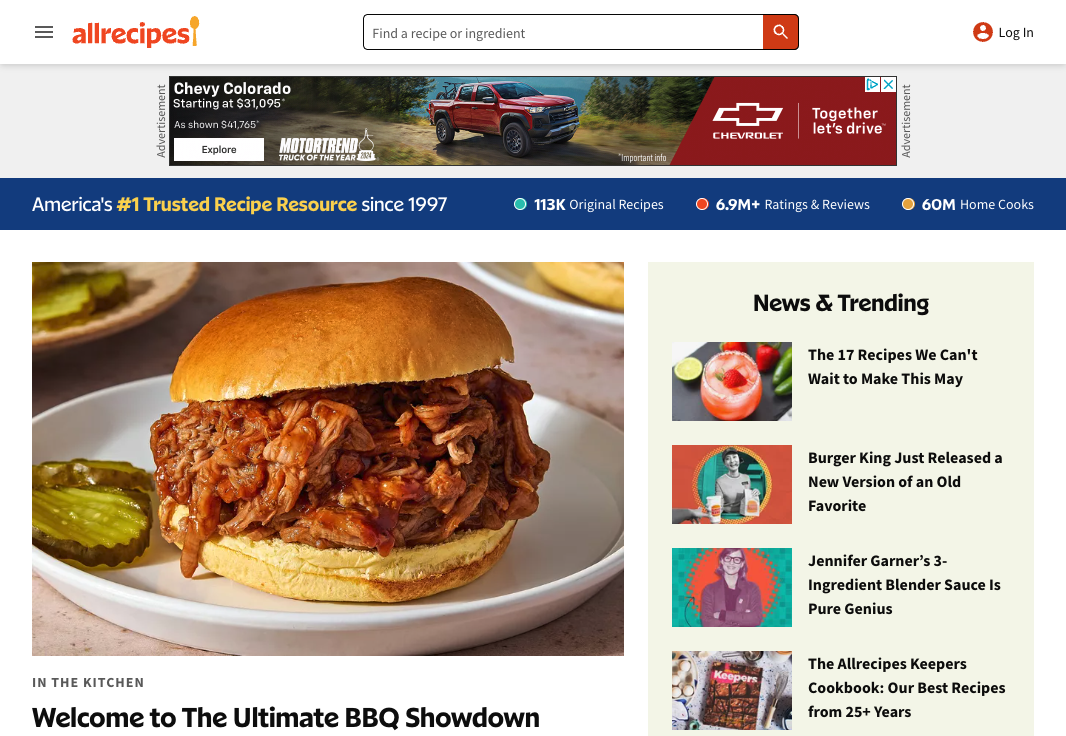 allrecipes
Find a recipe or ingredient
Log In
Advertisement
Chevy Colorado
Starting at $31,095*
As shown $41,765*
Explore
MOTORTREND
TRUCK OF THE YEAR 2024
*Important info
CHEVROLET
Together
let's drive™
Advertisement
America's #1 Trusted Recipe Resource since 1997
113K Original Recipes
6.9M+ Ratings & Reviews
60M Home Cooks
News & Trending
The 17 Recipes We Can't
Wait to Make This May
Burger King Just Released a
New Version of an Old
Favorite
Jennifer Garner’s 3-
Ingredient Blender Sauce Is
Pure Genius
Keepers
The Allrecipes Keepers
Cookbook: Our Best Recipes
from 25+ Years
IN THE KITCHEN
Welcome to The Ultimate BBQ Showdown